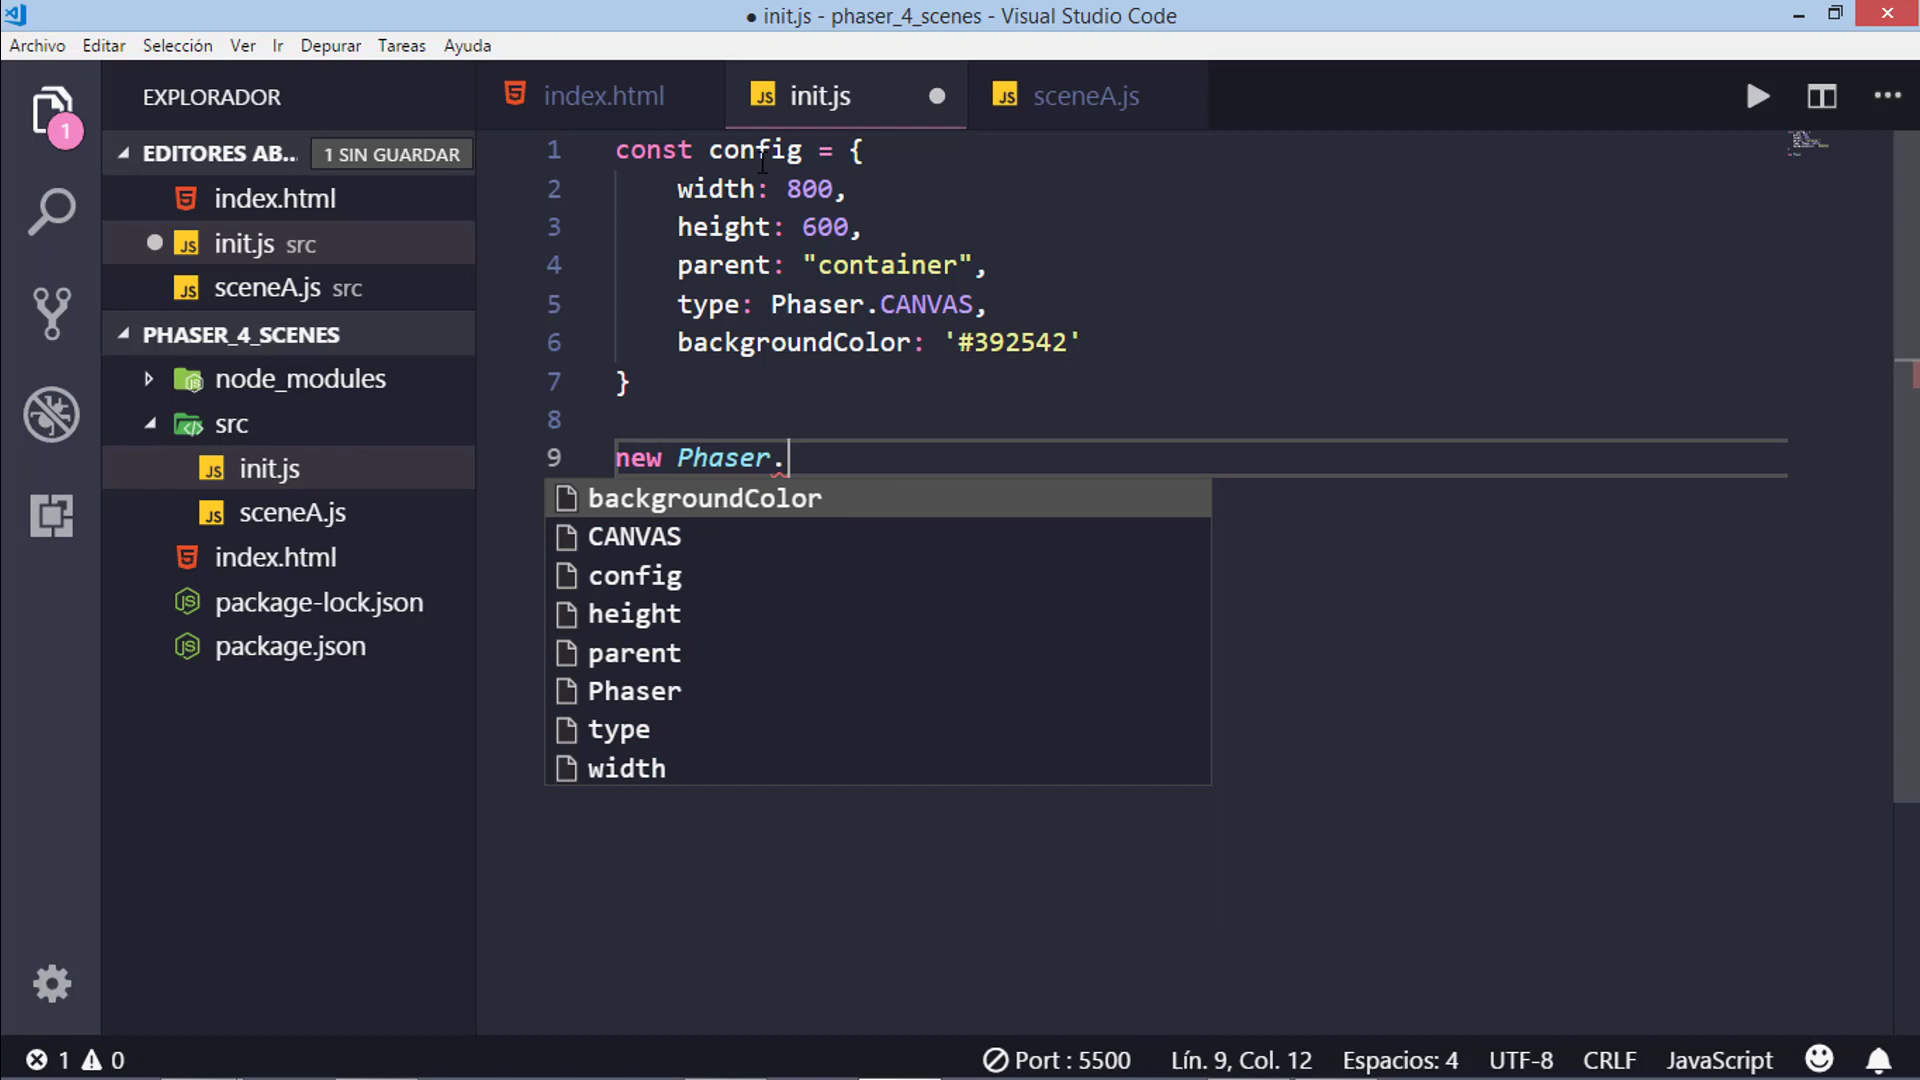 ● init.js - phaser_4_scenes - Visual Studio Code
Archivo Editar Selección Ver Ir Depurar Tareas Ayuda
EXPLORADOR
1
EDITORES AB... 1 SIN GUARDAR
index.html
init.js src
sceneA.js src
PHASER_4_SCENES
node_modules
src
init.js
sceneA.js
index.html
package-lock.json
package.json
index.html init.js sceneA.js
1 const config = {
2 width: 800,
3 height: 600,
4 parent: "container",
5 type: Phaser.CANVAS,
6 backgroundColor: '#392542'
7 }
8
9 new Phaser.
backgroundColor
CANVAS
config
height
parent
Phaser
type
width
1 0 Port : 5500 Lín. 9, Col. 12 Espacios: 4 UTF-8 CRLF JavaScript